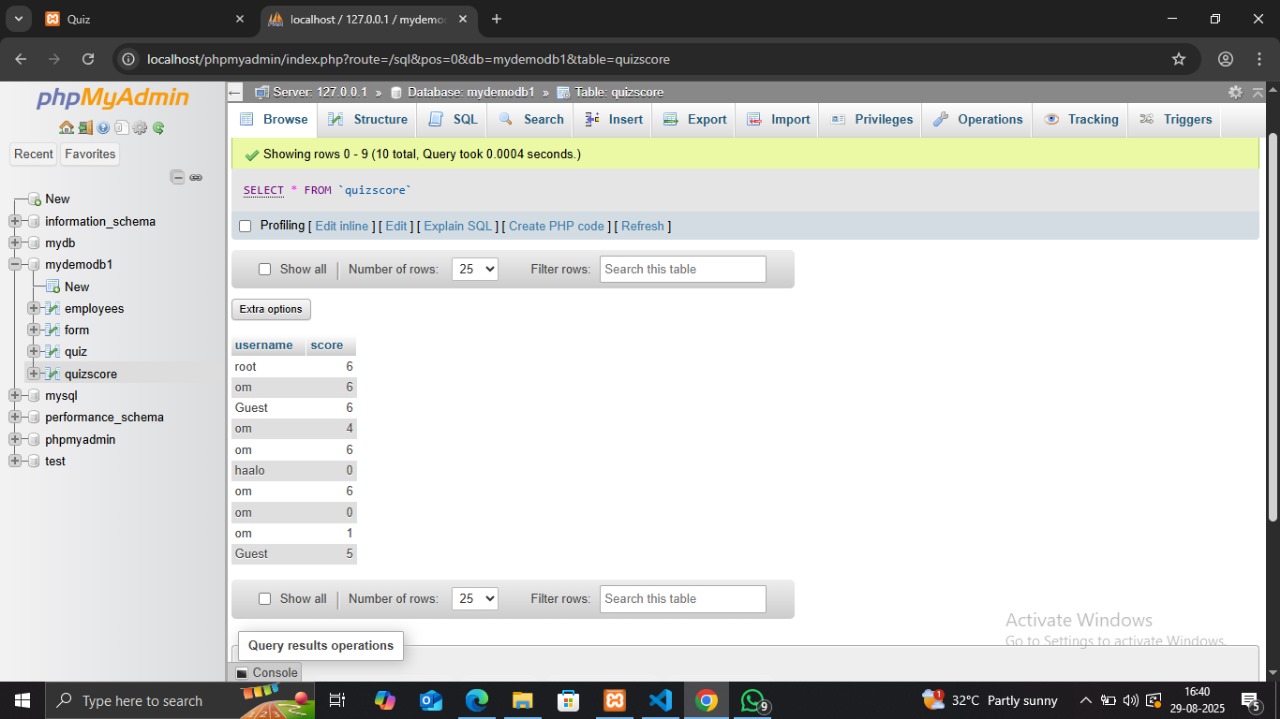 Quiz
localhost / 127.0.0.1 / mydemo
localhost/phpmyadmin/index.php?route=/sql&pos=0&db=mydemodb1&table=quizscore
phpMyAdmin
Recent Favorites
New
information_schema
mydb
mydemodb1
New
employees
form
quiz
quizscore
mysql
performance_schema
phpmyadmin
test
Server: 127.0.0.1 » Database: mydemodb1 » Table: quizscore
Browse Structure SQL Search Insert Export Import Privileges Operations Tracking Triggers
Showing rows 0 - 9 (10 total, Query took 0.0004 seconds.)
SELECT * FROM `quizscore`
Profiling [ Edit inline ] [ Edit ] [ Explain SQL ] [ Create PHP code ] [ Refresh ]
Show all | Number of rows: 25 Filter rows: Search this table
Extra options
username score
root 6
om 6
Guest 6
om 4
om 6
haalo 0
om 6
om 0
om 1
Guest 5
Show all | Number of rows: 25 Filter rows: Search this table
Query results operations
Console
Activate Windows
Go to Settings to activate Windows.
Type here to search
9
1
32°C Partly sunny
16:40
29-08-2025
5